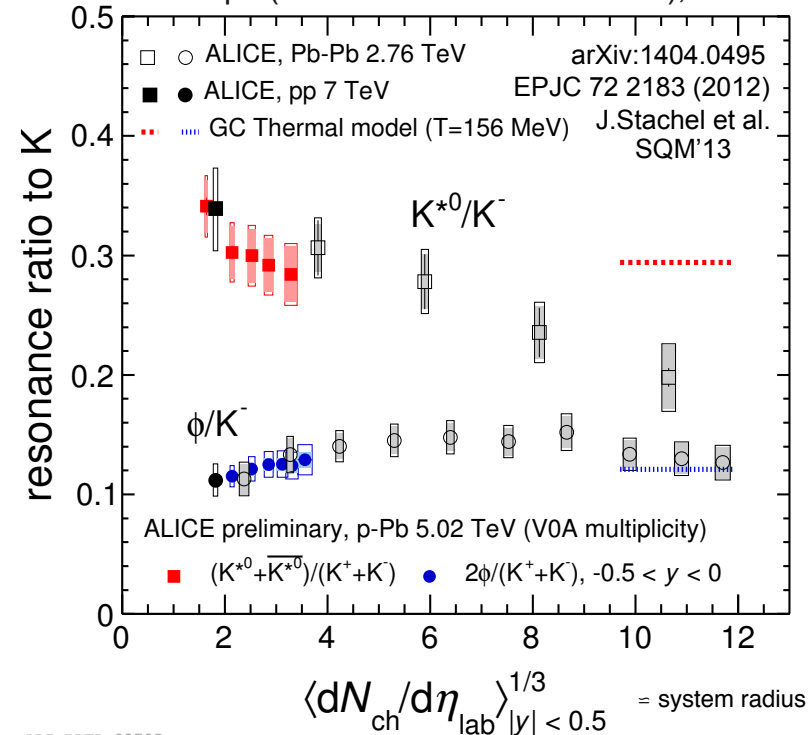 0.5
ALICE, Pb-Pb 2.76 TeV
arXiv:1404.0495
ALICE, pp 7 TeV
EPJC 72 2183 (2012)
GC Thermal model (T=156 MeV)
J.Stachel et al.
SQM'13
0.4
K*⁰/K⁻
0.3
0.2
ϕ/K⁻
0.1
ALICE preliminary, p-Pb 5.02 TeV (V0A multiplicity)
(K*⁰+K̅*̅⁰̅)/(K⁺+K⁻)
2ϕ/(K⁺+K⁻), -0.5 < y < 0
0
0 2 4 6 8 10 12
resonance ratio to K
⟨dN_ch/dη_lab⟩^1/3_|y| < 0.5 ≃ system radius